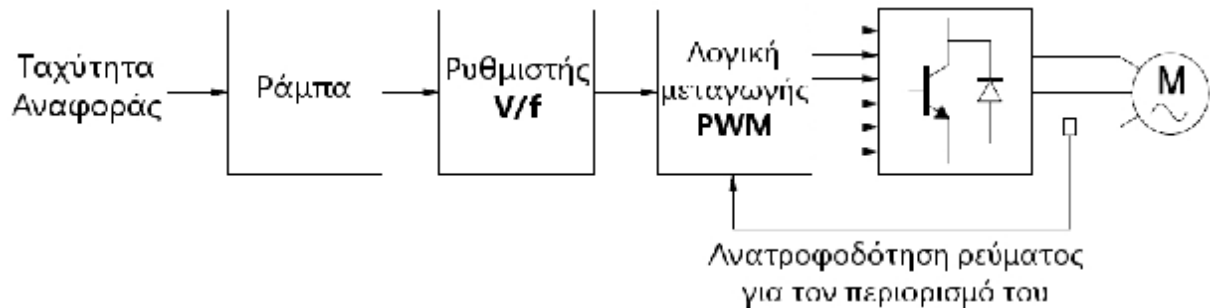 Ταχύτητα
Αναφοράς
Ράμπα
Ρυθμιστής
V/f
Λογική
μεταγωγής
PWM
M
Ανατροφοδότηση ρεύματος
για τον περιορισμό του